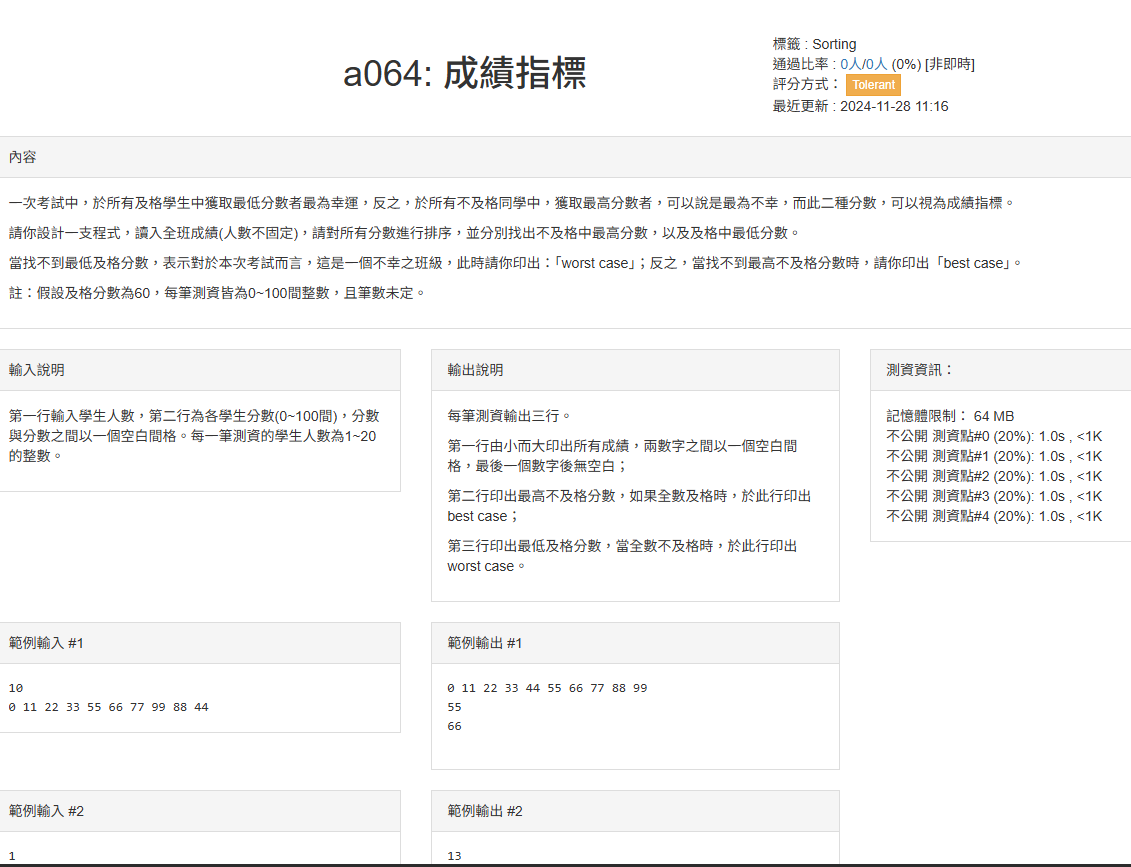 a064: 成績指標
標籤 : Sorting
通過比率 : 0人/0人 (0%) [非即時]
評分方式： Tolerant
最近更新 : 2024-11-28 11:16
內容
一次考試中，於所有及格學生中獲取最低分數者最為幸運，反之，於所有不及格同學中，獲取最高分數者，可以說是最為不幸，而此二種分數，可以視為成績指標。
請你設計一支程式，讀入全班成績(人數不固定)，請對所有分數進行排序，並分別找出不及格中最高分數，以及及格中最低分數。
當找不到最低及格分數，表示對於本次考試而言，這是一個不幸之班級，此時請你印出：「worst case」；反之，當找不到最高不及格分數時，請你印出「best case」。
註：假設及格分數為60，每筆測資皆為0~100間整數，且筆數未定。
輸入說明
第一行輸入學生人數，第二行為各學生分數(0~100間)，分數
與分數之間以一個空白間格。每一筆測資的學生人數為1~20
的整數。
輸出說明
每筆測資輸出三行。
第一行由小而大印出所有成績，兩數字之間以一個空白間
格，最後一個數字後無空白；
第二行印出最高不及格分數，如果全數及格時，於此行印出
best case；
第三行印出最低及格分數，當全數不及格時，於此行印出
worst case。
測資資訊：
記憶體限制： 64 MB
不公開 測資點#0 (20%): 1.0s , <1K
不公開 測資點#1 (20%): 1.0s , <1K
不公開 測資點#2 (20%): 1.0s , <1K
不公開 測資點#3 (20%): 1.0s , <1K
不公開 測資點#4 (20%): 1.0s , <1K
範例輸入 #1
10
0 11 22 33 55 66 77 99 88 44
範例輸出 #1
0 11 22 33 44 55 66 77 88 99
55
66
範例輸入 #2
1
範例輸出 #2
13